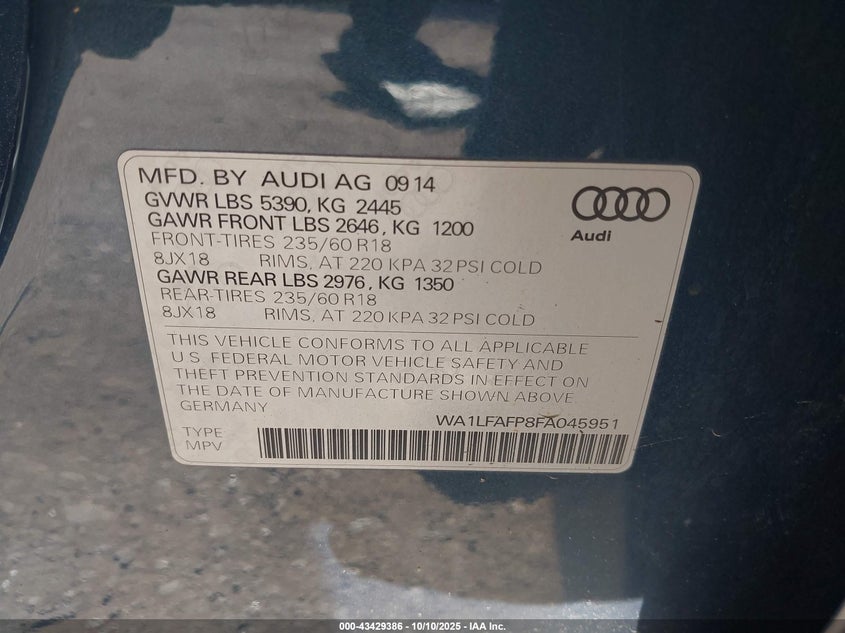 MFD. BY AUDI AG 09 14
GVWR LBS 5390, KG 2445
GAWR FRONT LBS 2646, KG 1200
FRONT-TIRES 235/60 R18
8JX18 RIMS, AT 220 KPA 32 PSI COLD
GAWR REAR LBS 2976, KG 1350
REAR-TIRES 235/60 R18
8JX18 RIMS, AT 220 KPA 32 PSI COLD
Audi
THIS VEHICLE CONFORMS TO ALL APPLICABLE
U.S. FEDERAL MOTOR VEHICLE SAFETY AND
THEFT PREVENTION STANDARDS IN EFFECT ON
THE DATE OF MANUFACTURE SHOWN ABOVE.
GERMANY
WA1LFAFP8FA045951
TYPE
MPV
000-43429386 - 10/10/2025 - IAA Inc.